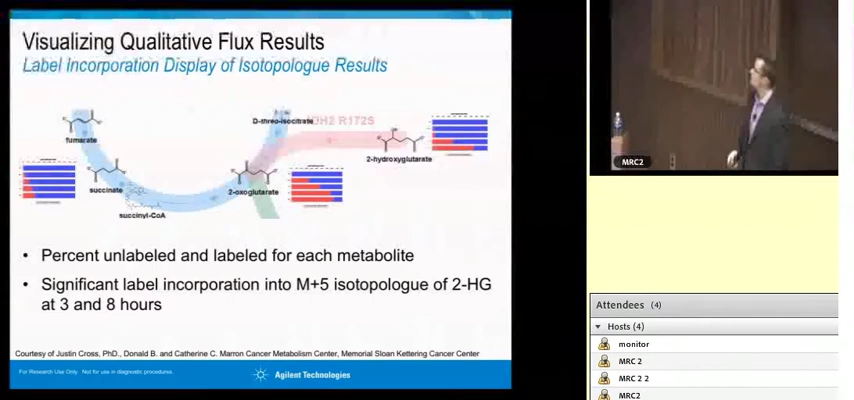 Visualizing Qualitative Flux Results
Label Incorporation Display of Isotopologue Results
D-threo-isocitrate
IDH2 R172S
fumarate
2-hydroxyglutarate
succinate
2-oxoglutarate
succinyl-CoA
• Percent unlabeled and labeled for each metabolite
• Significant label incorporation into M+5 isotopologue of 2-HG
at 3 and 8 hours
Courtesy of Justin Cross, PhD., Donald B. and Catherine C. Marron Cancer Metabolism Center, Memorial Sloan Kettering Cancer Center
For Research Use Only. Not for use in diagnostic procedures.
Agilent Technologies
MRC2
Attendees (4)
Hosts (4)
monitor
MRC 2
MRC 2 2
MRC2